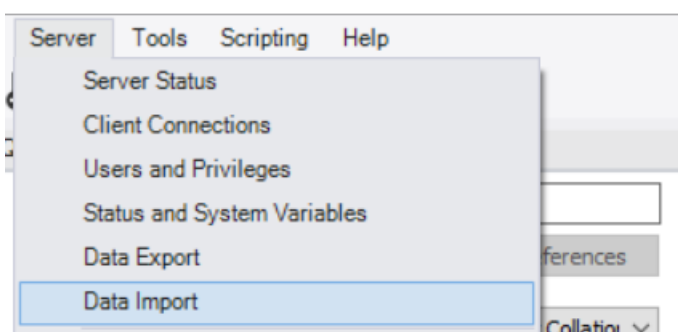 Server Tools Scripting Help
Server Status
Client Connections
Users and Privileges
Status and System Variables
Data Export
ferences
Data Import